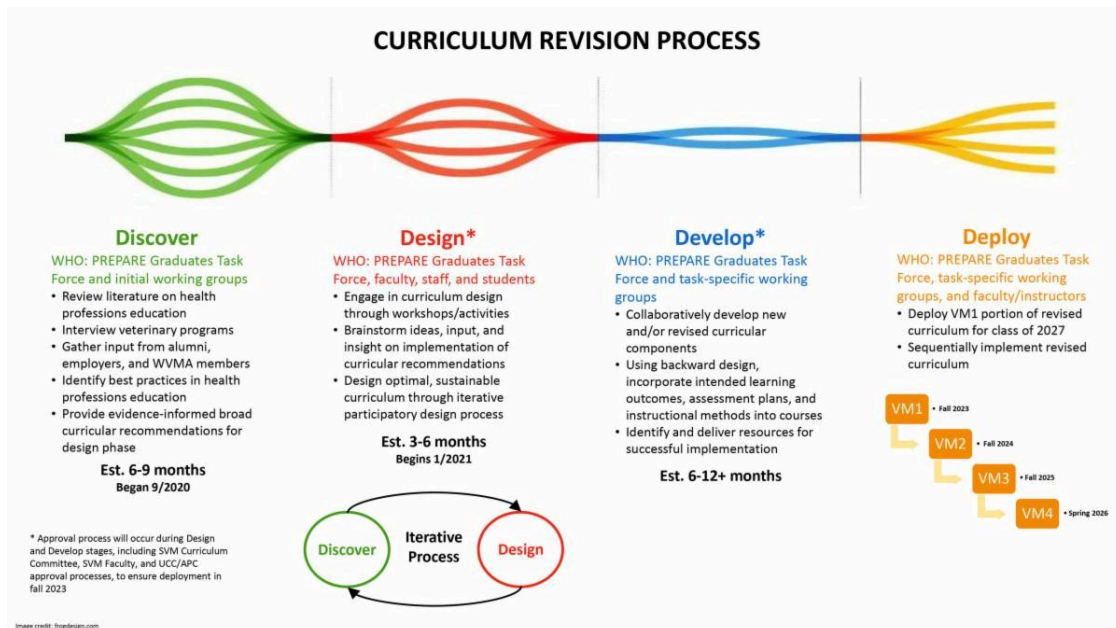 CURRICULUM REVISION PROCESS
Discover
WHO: PREPARE Graduates Task
Force and initial working groups
• Review literature on health
professions education
• Interview veterinary programs
• Gather input from alumni,
employers, and WVMA members
• Identify best practices in health
professions education
• Provide evidence-informed broad
curricular recommendations for
design phase
Est. 6-9 months
Began 9/2020
Design*
WHO: PREPARE Graduates Task
Force, faculty, staff, and students
• Engage in curriculum design
through workshops/activities
• Brainstorm ideas, input, and
insight on implementation of
curricular recommendations
• Design optimal, sustainable
curriculum through iterative
participatory design process
Est. 3-6 months
Begins 1/2021
Develop*
WHO: PREPARE Graduates Task
Force and task-specific working
groups
• Collaboratively develop new
and/or revised curricular
components
• Using backward design,
incorporate intended learning
outcomes, assessment plans, and
instructional methods into courses
• Identify and deliver resources for
successful implementation
Est. 6-12+ months
Deploy
WHO: PREPARE Graduates Task
Force, task-specific working
groups, and faculty/instructors
• Deploy VM1 portion of revised
curriculum for class of 2027
• Sequentially implement revised
curriculum
VM1 • Fall 2023
VM2 • Fall 2024
VM3 • Fall 2025
VM4 • Spring 2026
Discover
Iterative
Process
Design
* Approval process will occur during Design
and Develop stages, including SVM Curriculum
Committee, SVM Faculty, and UCC/APC
approval processes, to ensure deployment in
fall 2023
Image credit: frogdesign.com